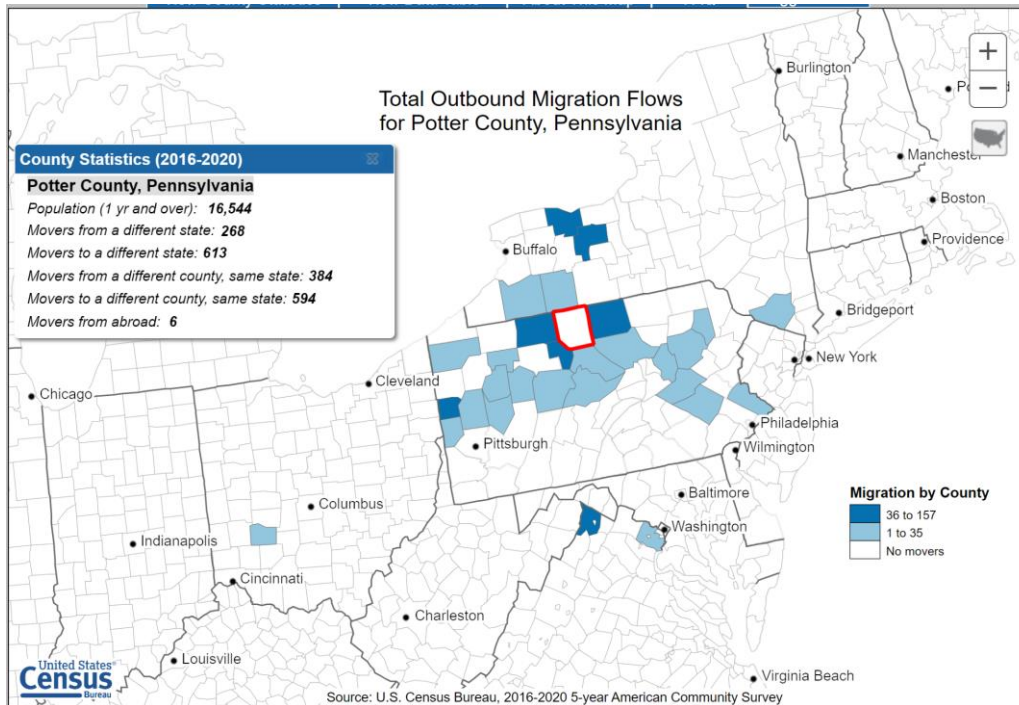 Total Outbound Migration Flows
for Potter County, Pennsylvania
County Statistics (2016-2020)
Potter County, Pennsylvania
Population (1 yr and over): 16,544
Movers from a different state: 268
Movers to a different state: 613
Movers from a different county, same state: 384
Movers to a different county, same state: 594
Movers from abroad: 6
+
−
Burlington
Manchester
Boston
Providence
Buffalo
Bridgeport
New York
Cleveland
Chicago
Philadelphia
Pittsburgh
Wilmington
Baltimore
Columbus
Washington
Indianapolis
Cincinnati
Charleston
Louisville
Virginia Beach
Migration by County
36 to 157
1 to 35
No movers
United States®
Census
Bureau
Source: U.S. Census Bureau, 2016-2020 5-year American Community Survey